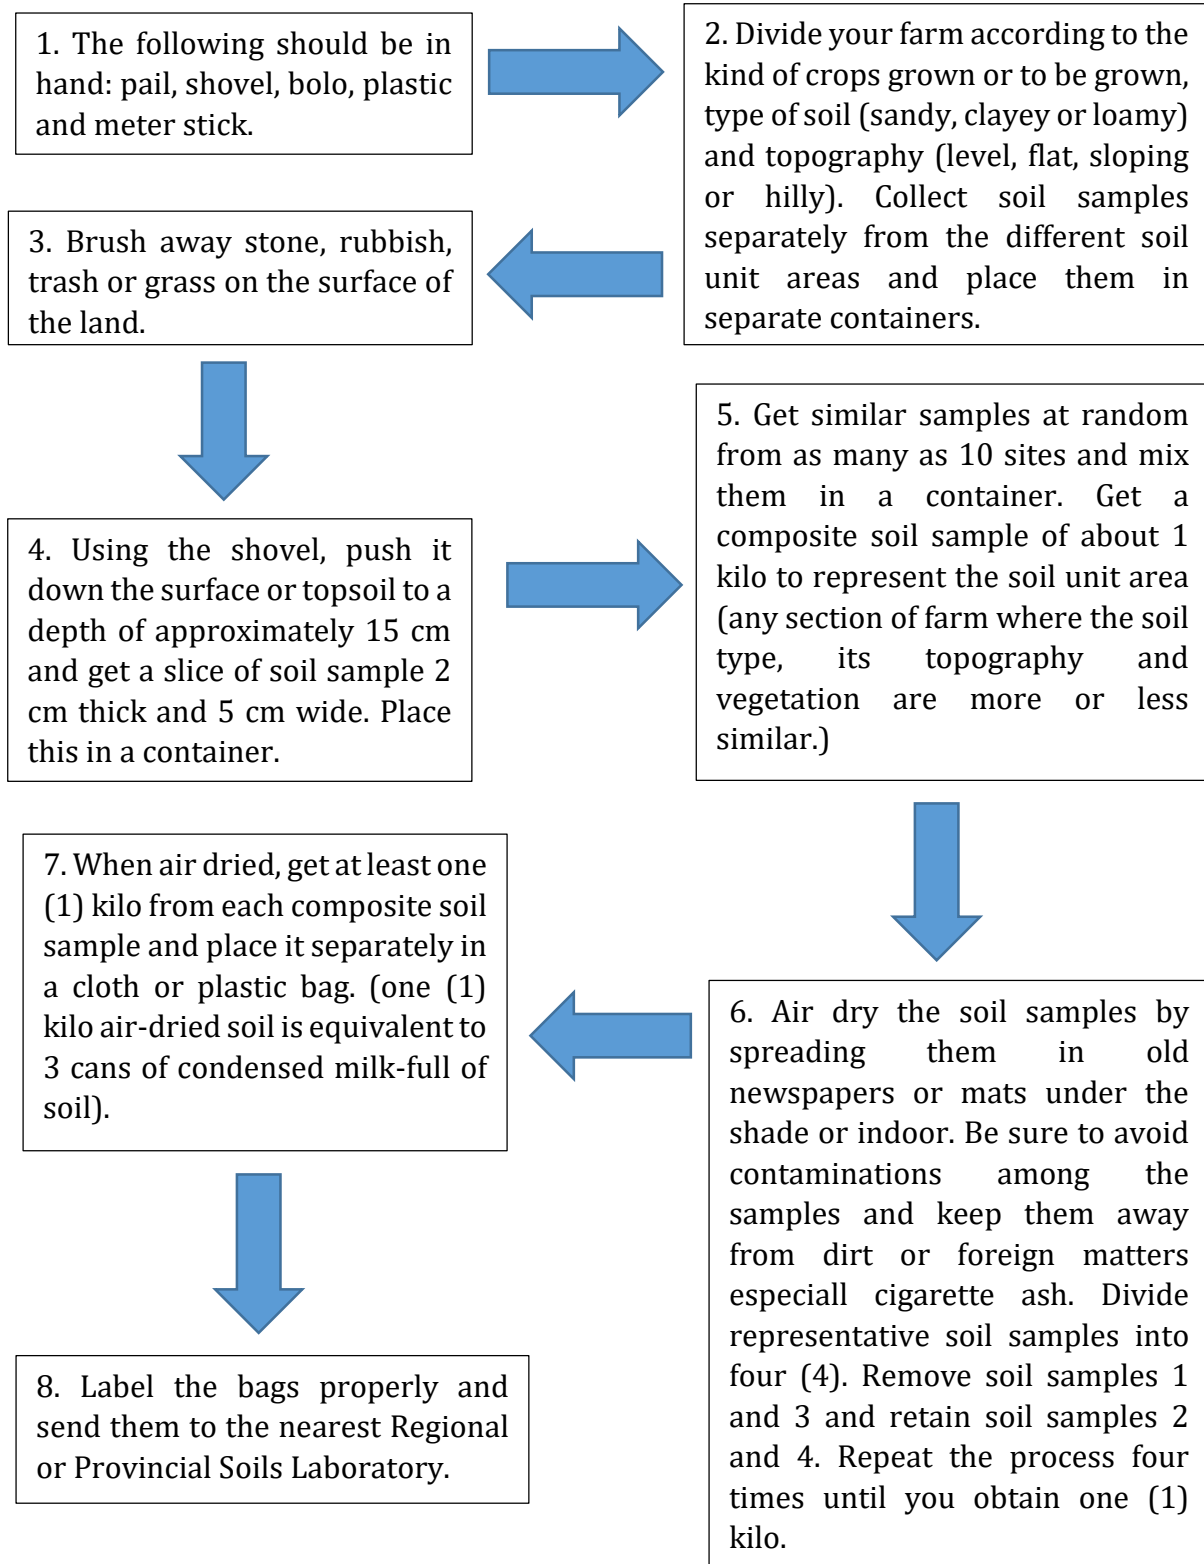 1. The following should be in
hand: pail, shovel, bolo, plastic
and meter stick.
2. Divide your farm according to the
kind of crops grown or to be grown,
type of soil (sandy, clayey or loamy)
and topography (level, flat, sloping
or hilly). Collect soil samples
separately from the different soil
unit areas and place them in
separate containers.
3. Brush away stone, rubbish,
trash or grass on the surface of
the land.
4. Using the shovel, push it
down the surface or topsoil to a
depth of approximately 15 cm
and get a slice of soil sample 2
cm thick and 5 cm wide. Place
this in a container.
5. Get similar samples at random
from as many as 10 sites and mix
them in a container. Get a
composite soil sample of about 1
kilo to represent the soil unit area
(any section of farm where the soil
type, its topography and
vegetation are more or less
similar.)
6. Air dry the soil samples by
spreading them in old
newspapers or mats under the
shade or indoor. Be sure to avoid
contaminations among the
samples and keep them away
from dirt or foreign matters
especiall cigarette ash. Divide
representative soil samples into
four (4). Remove soil samples 1
and 3 and retain soil samples 2
and 4. Repeat the process four
times until you obtain one (1)
kilo.
7. When air dried, get at least one
(1) kilo from each composite soil
sample and place it separately in
a cloth or plastic bag. (one (1)
kilo air-dried soil is equivalent to
3 cans of condensed milk-full of
soil).
8. Label the bags properly and
send them to the nearest Regional
or Provincial Soils Laboratory.